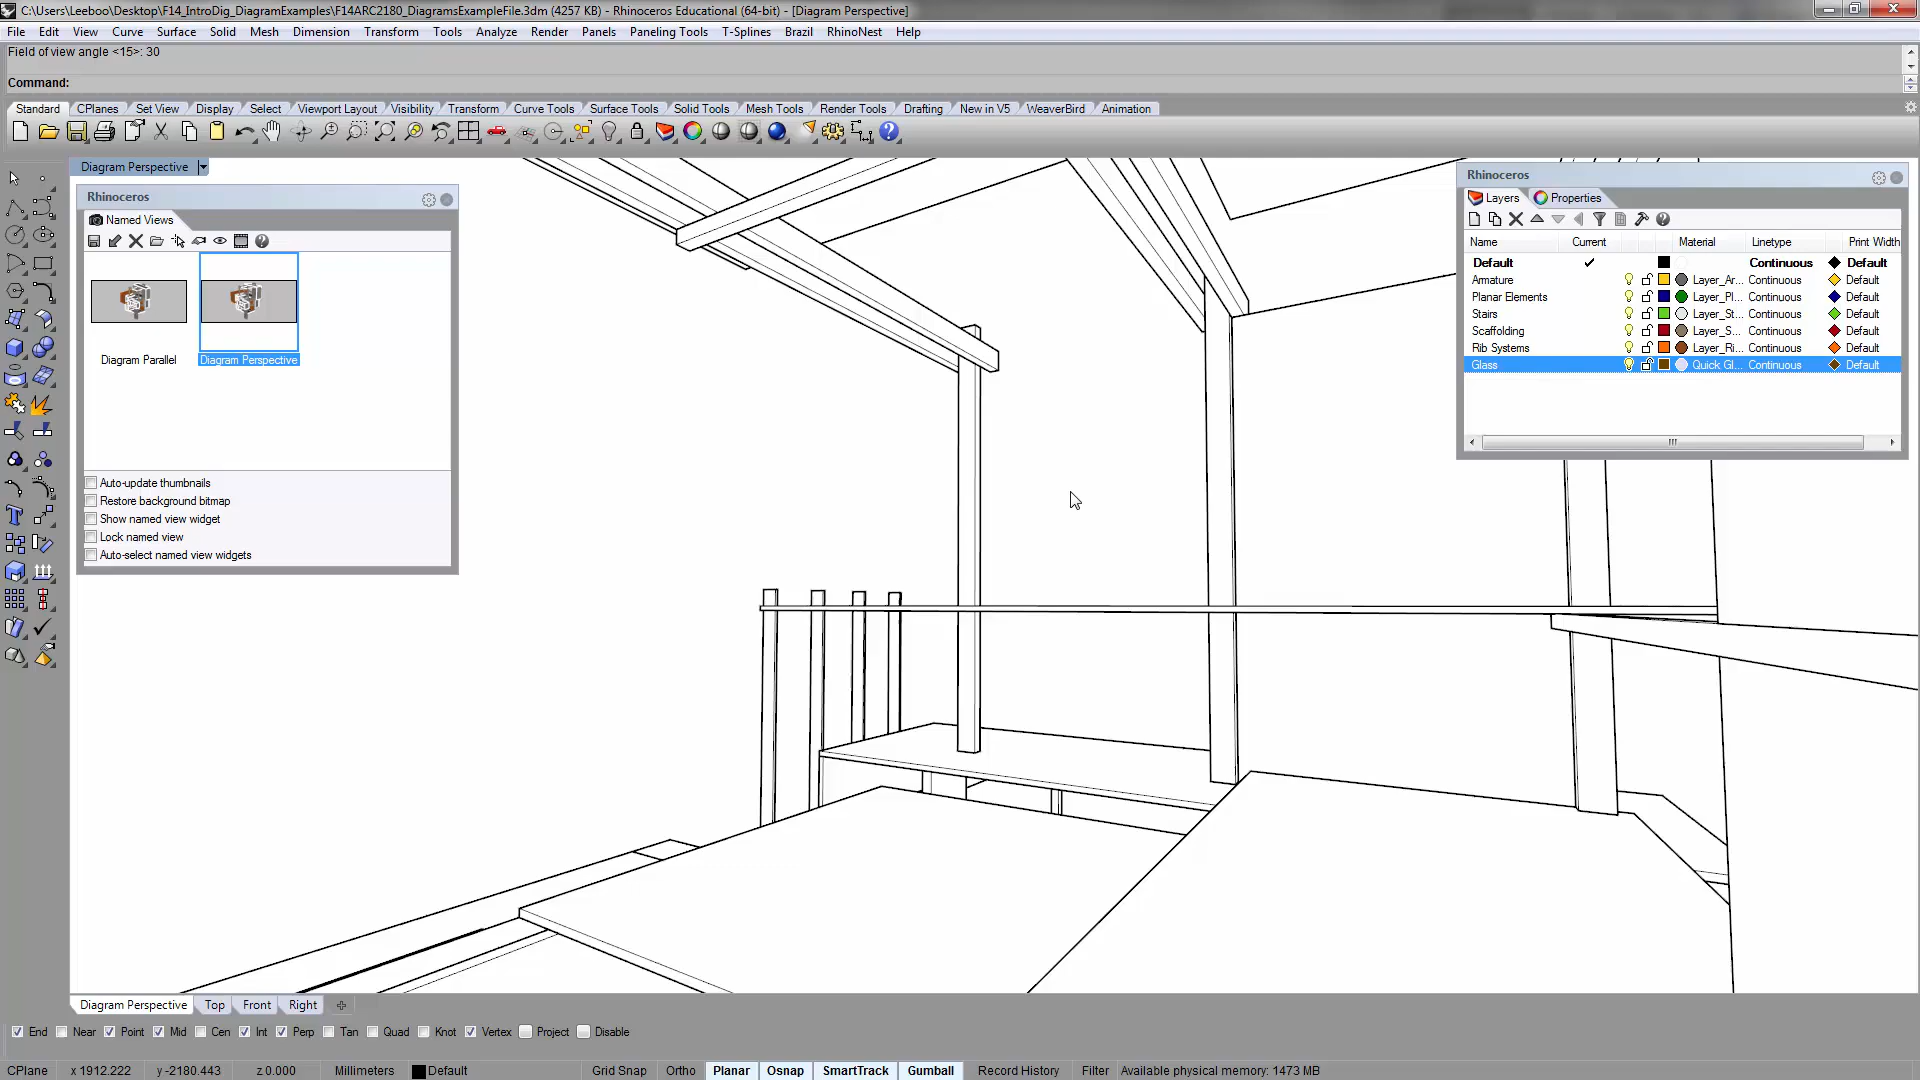 C:\Users\Leeboo\Desktop\F14_IntroDig_DiagramExamples\F14ARC2180_DiagramsExampleFile.3dm (4257 KB) - Rhinoceros Educational (64-bit) - [Diagram Perspective]
File Edit View Curve Surface Solid Mesh Dimension Transform Tools Analyze Render Panels Paneling Tools T-Splines Brazil RhinoNest Help
Field of view angle <15>: 30
Command:
Standard CPlanes Set View Display Select Viewport Layout Visibility Transform Curve Tools Surface Tools Solid Tools Mesh Tools Render Tools Drafting New in V5 WeaverBird Animation
Diagram Perspective
Rhinoceros
Named Views
Diagram Parallel
Diagram Perspective
Auto-update thumbnails
Restore background bitmap
Show named view widget
Lock named view
Auto-select named view widgets
Rhinoceros
Layers Properties
Name Current Material Linetype Print Width
Default Continuous Default
Armature Layer_Ar... Continuous Default
Planar Elements Layer_Pl... Continuous Default
Stairs Layer_St... Continuous Default
Scaffolding Layer_S... Continuous Default
Rib Systems Layer_Ri... Continuous Default
Glass Quick Gl... Continuous Default
Diagram Perspective Top Front Right
End Near Point Mid Cen Int Perp Tan Quad Knot Vertex Project Disable
CPlane x 1912.222 y -2180.443 z 0.000 Millimeters Default Grid Snap Ortho Planar Osnap SmartTrack Gumball Record History Filter Available physical memory: 1473 MB